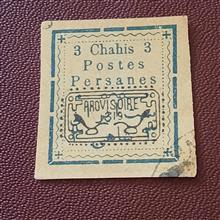 3 Chahis 3
Postes
Persanes
PROVISOIRE
1319